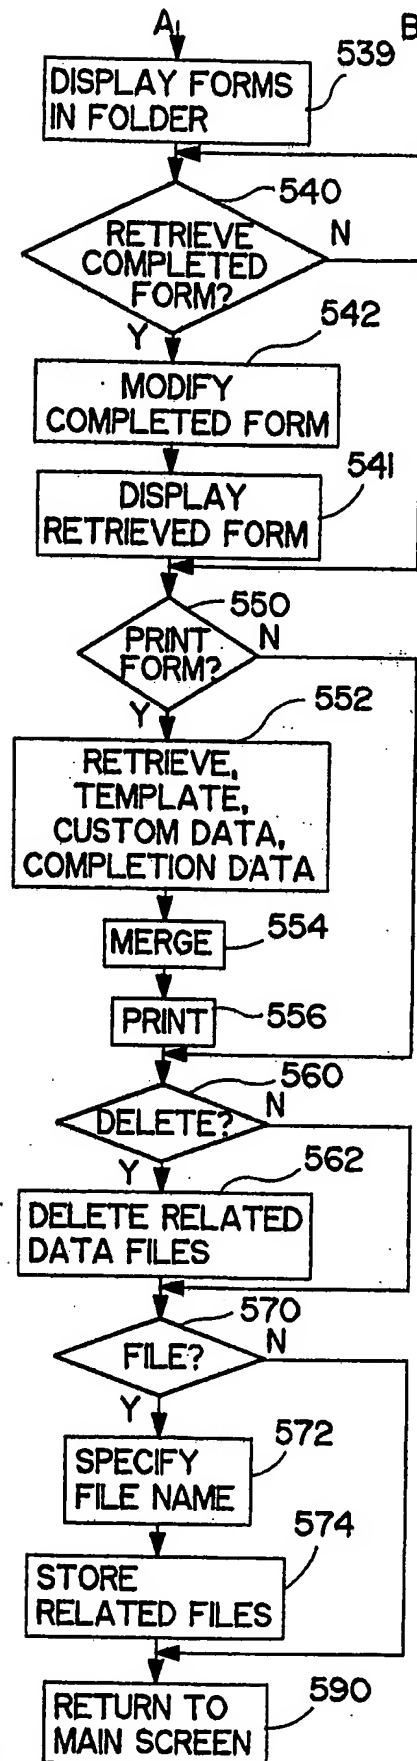 A
B
539
DISPLAY FORMS
IN FOLDER
540
RETRIEVE
COMPLETED
FORM?
N
Y
542
MODIFY
COMPLETED FORM
541
DISPLAY
RETRIEVED FORM
550
PRINT
FORM?
N
Y
552
RETRIEVE,
TEMPLATE,
CUSTOM DATA,
COMPLETION DATA
MERGE
554
PRINT
556
560
DELETE?
N
Y
562
DELETE RELATED
DATA FILES
570
FILE?
N
Y
572
SPECIFY
FILE NAME
574
STORE
RELATED FILES
590
RETURN TO
MAIN SCREEN